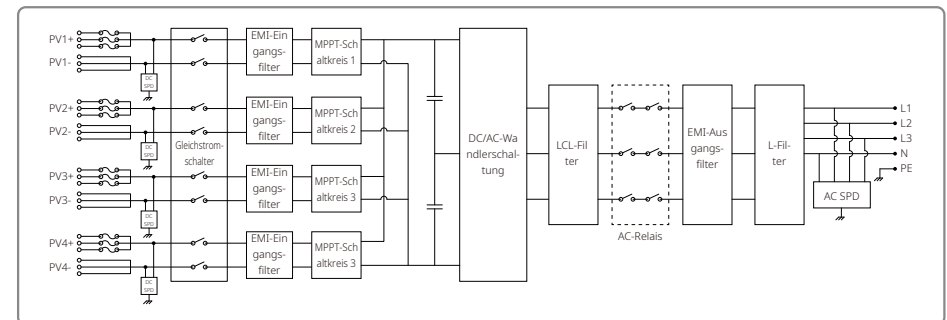 PV1+
PV1-
DC
SPD
PV2+
PV2-
DC
SPD
PV3+
PV3-
DC
SPD
PV4+
PV4-
DC
SPD
Gleichstrom-
schalter
EMI-Ein
gangs-
filter
EMI-Ein
gangs-
filter
EMI-Ein
gangs-
filter
EMI-Ein
gangs-
filter
MPPT-Sch
altkreis 1
MPPT-Sch
altkreis 2
MPPT-Sch
altkreis 3
MPPT-Sch
altkreis 3
DC/AC-Wa
ndlerschal-
tung
LCL-Fil
ter
AC-Relais
EMI-Aus
gangs-
filter
L-Fil-
ter
L1
L2
L3
N
PE
AC SPD